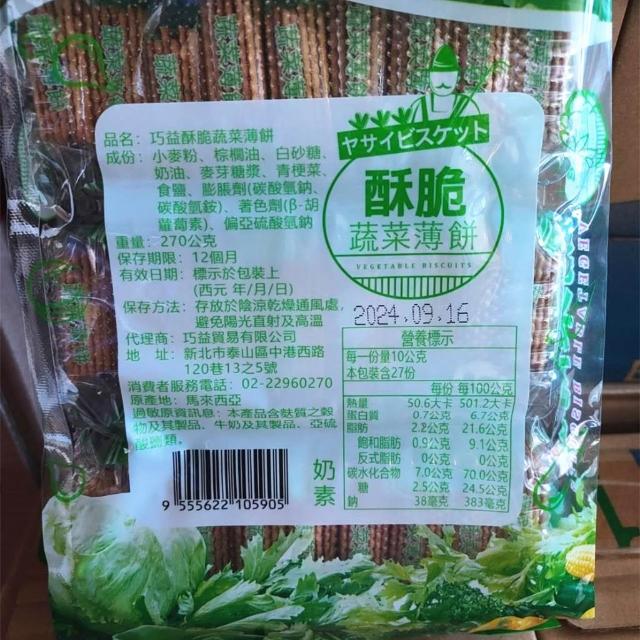 ヤサイビスケット
酥脆
蔬菜薄餅
VEGETABLE BISCUITS
品名: 巧益酥脆蔬菜薄餅
成份: 小麥粉、棕櫚油、白砂糖、
奶油、麥芽糖漿、青梗菜、
食鹽、膨脹劑(碳酸氫鈉、
碳酸氫銨)、著色劑(β-胡
蘿蔔素)、偏亞硫酸氫鈉
重量: 270公克
保存期限: 12個月
有效日期: 標示於包裝上
(西元 年/月/日)
保存方法: 存放於陰涼乾燥通風處,
避免陽光直射及高溫
代理商: 巧益貿易有限公司
地 址: 新北市泰山區中港西路
120巷13之5號
消費者服務電話: 02-22960270
原產地: 馬來西亞
過敏原資訊訊息: 本產品含麩質之穀
物及其製品、牛奶及其製品、亞硫
酸鹽類。
9 555622 105905
奶素
2024.09.16
營養標示
每一份量10公克
本包裝含27份
每份 每100公克
熱量 50.6大卡 501.2大卡
蛋白質 0.7公克 6.7公克
脂肪 2.2公克 21.6公克
飽和脂肪 0.9公克 9.1公克
反式脂肪 0公克 0公克
碳水化合物 7.0公克 70.0公克
糖 2.5公克 24.5公克
鈉 38毫克 383毫克